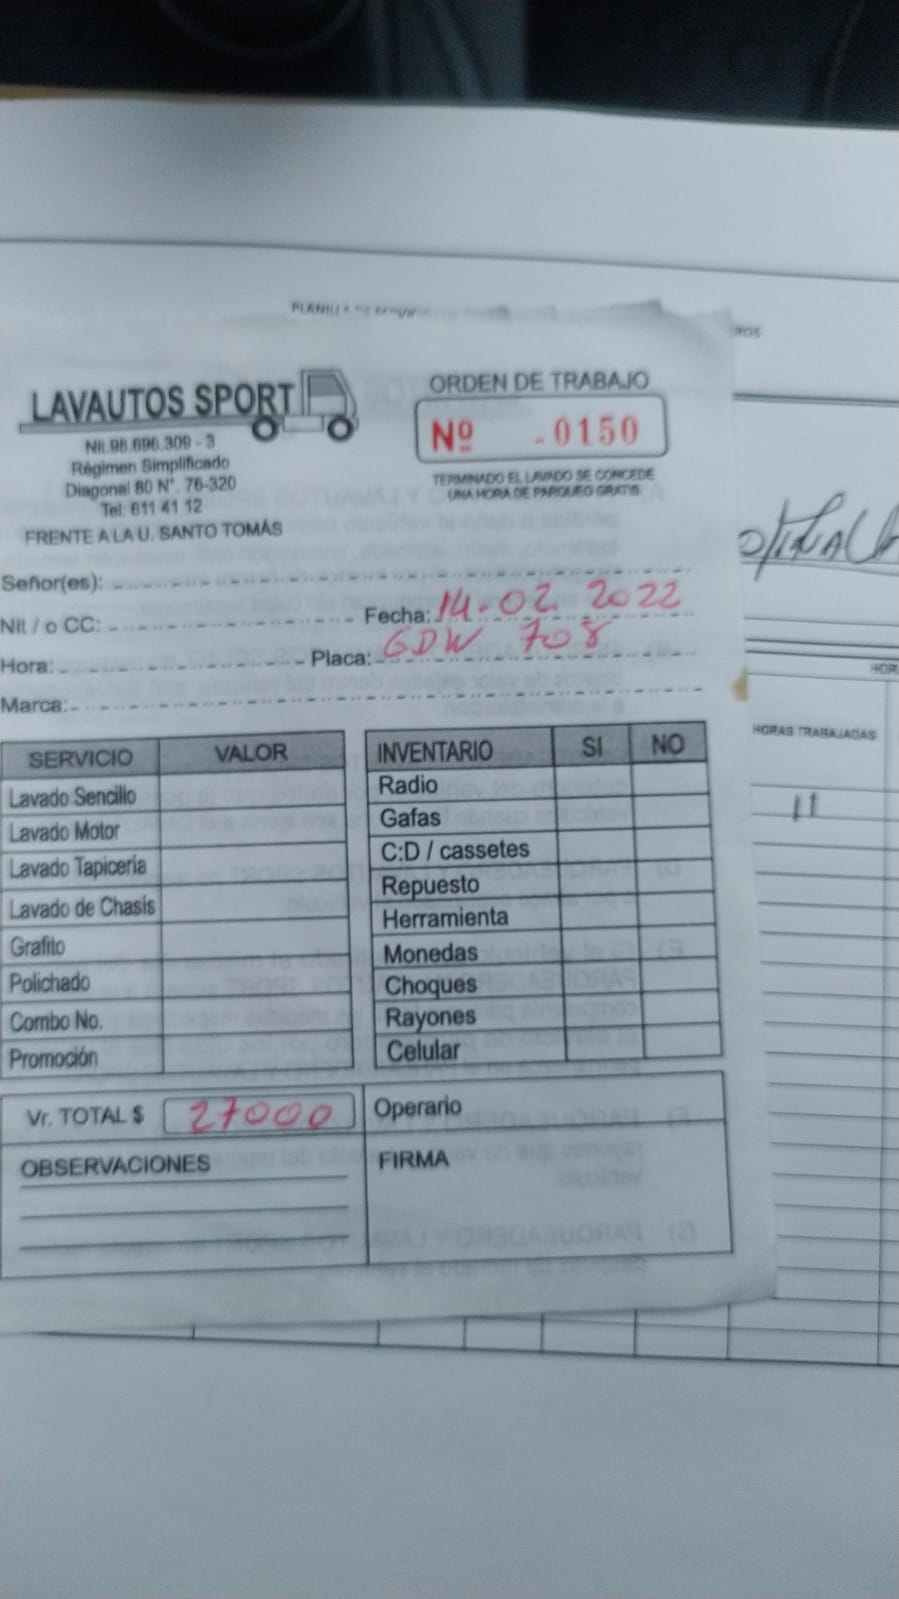 LAVAUTOS SPORT
Nit.98.696.309 - 3
Régimen Simplificado
Diagonal 80 N°. 76-320
Tel: 611 41 12
FRENTE A LA U. SANTO TOMÁS
ORDEN DE TRABAJO
Nº 0150
TERMINADO EL LAVADO SE CONCEDE
UNA HORA DE PARQUEO GRATIS
Señor(es):
Nit / o CC:
Fecha: 14-02-2022
Hora:
Placa: GDW 708
Marca:
SERVICIO VALOR
Lavado Sencillo
Lavado Motor
Lavado Tapicería
Lavado de Chasís
Grafito
Polichado
Combo No.
Promoción
INVENTARIO SI NO
Radio
Gafas
C:D / cassetes
Repuesto
Herramienta
Monedas
Choques
Rayones
Celular
Vr. TOTAL $ 27000
Operario
OBSERVACIONES
FIRMA
HORAS TRABAJADAS
11